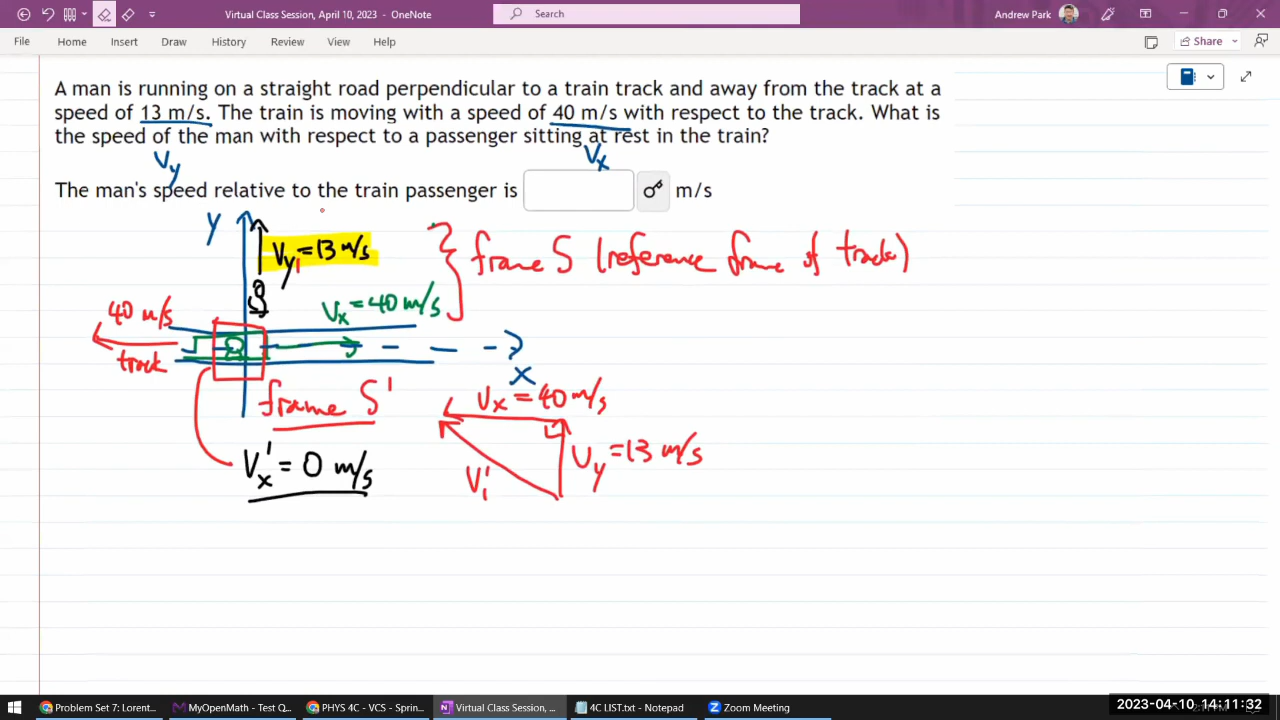 Virtual Class Session, April 10, 2023 - OneNote
Search
Andrew Park
File Home Insert Draw History Review View Help
Share
A man is running on a straight road perpendicular to a train track and away from the track at a
speed of 13 m/s. The train is moving with a speed of 40 m/s with respect to the track. What is
the speed of the man with respect to a passenger sitting at rest in the train?
Vy
Vx
The man's speed relative to the train passenger is m/s
y
Vy1 = 13 m/s
frame S (reference frame of track)
40 m/s
Vx = 40 m/s
track
x
frame S'
Vx = 40 m/s
Vy = 13 m/s
Vx' = 0 m/s
V1'
Problem Set 7: Lorent...
MyOpenMath - Test Q...
PHYS 4C - VCS - Sprin...
Virtual Class Session, ...
4C LIST.txt - Notepad
Zoom Meeting
2023-04-10 14:11:32